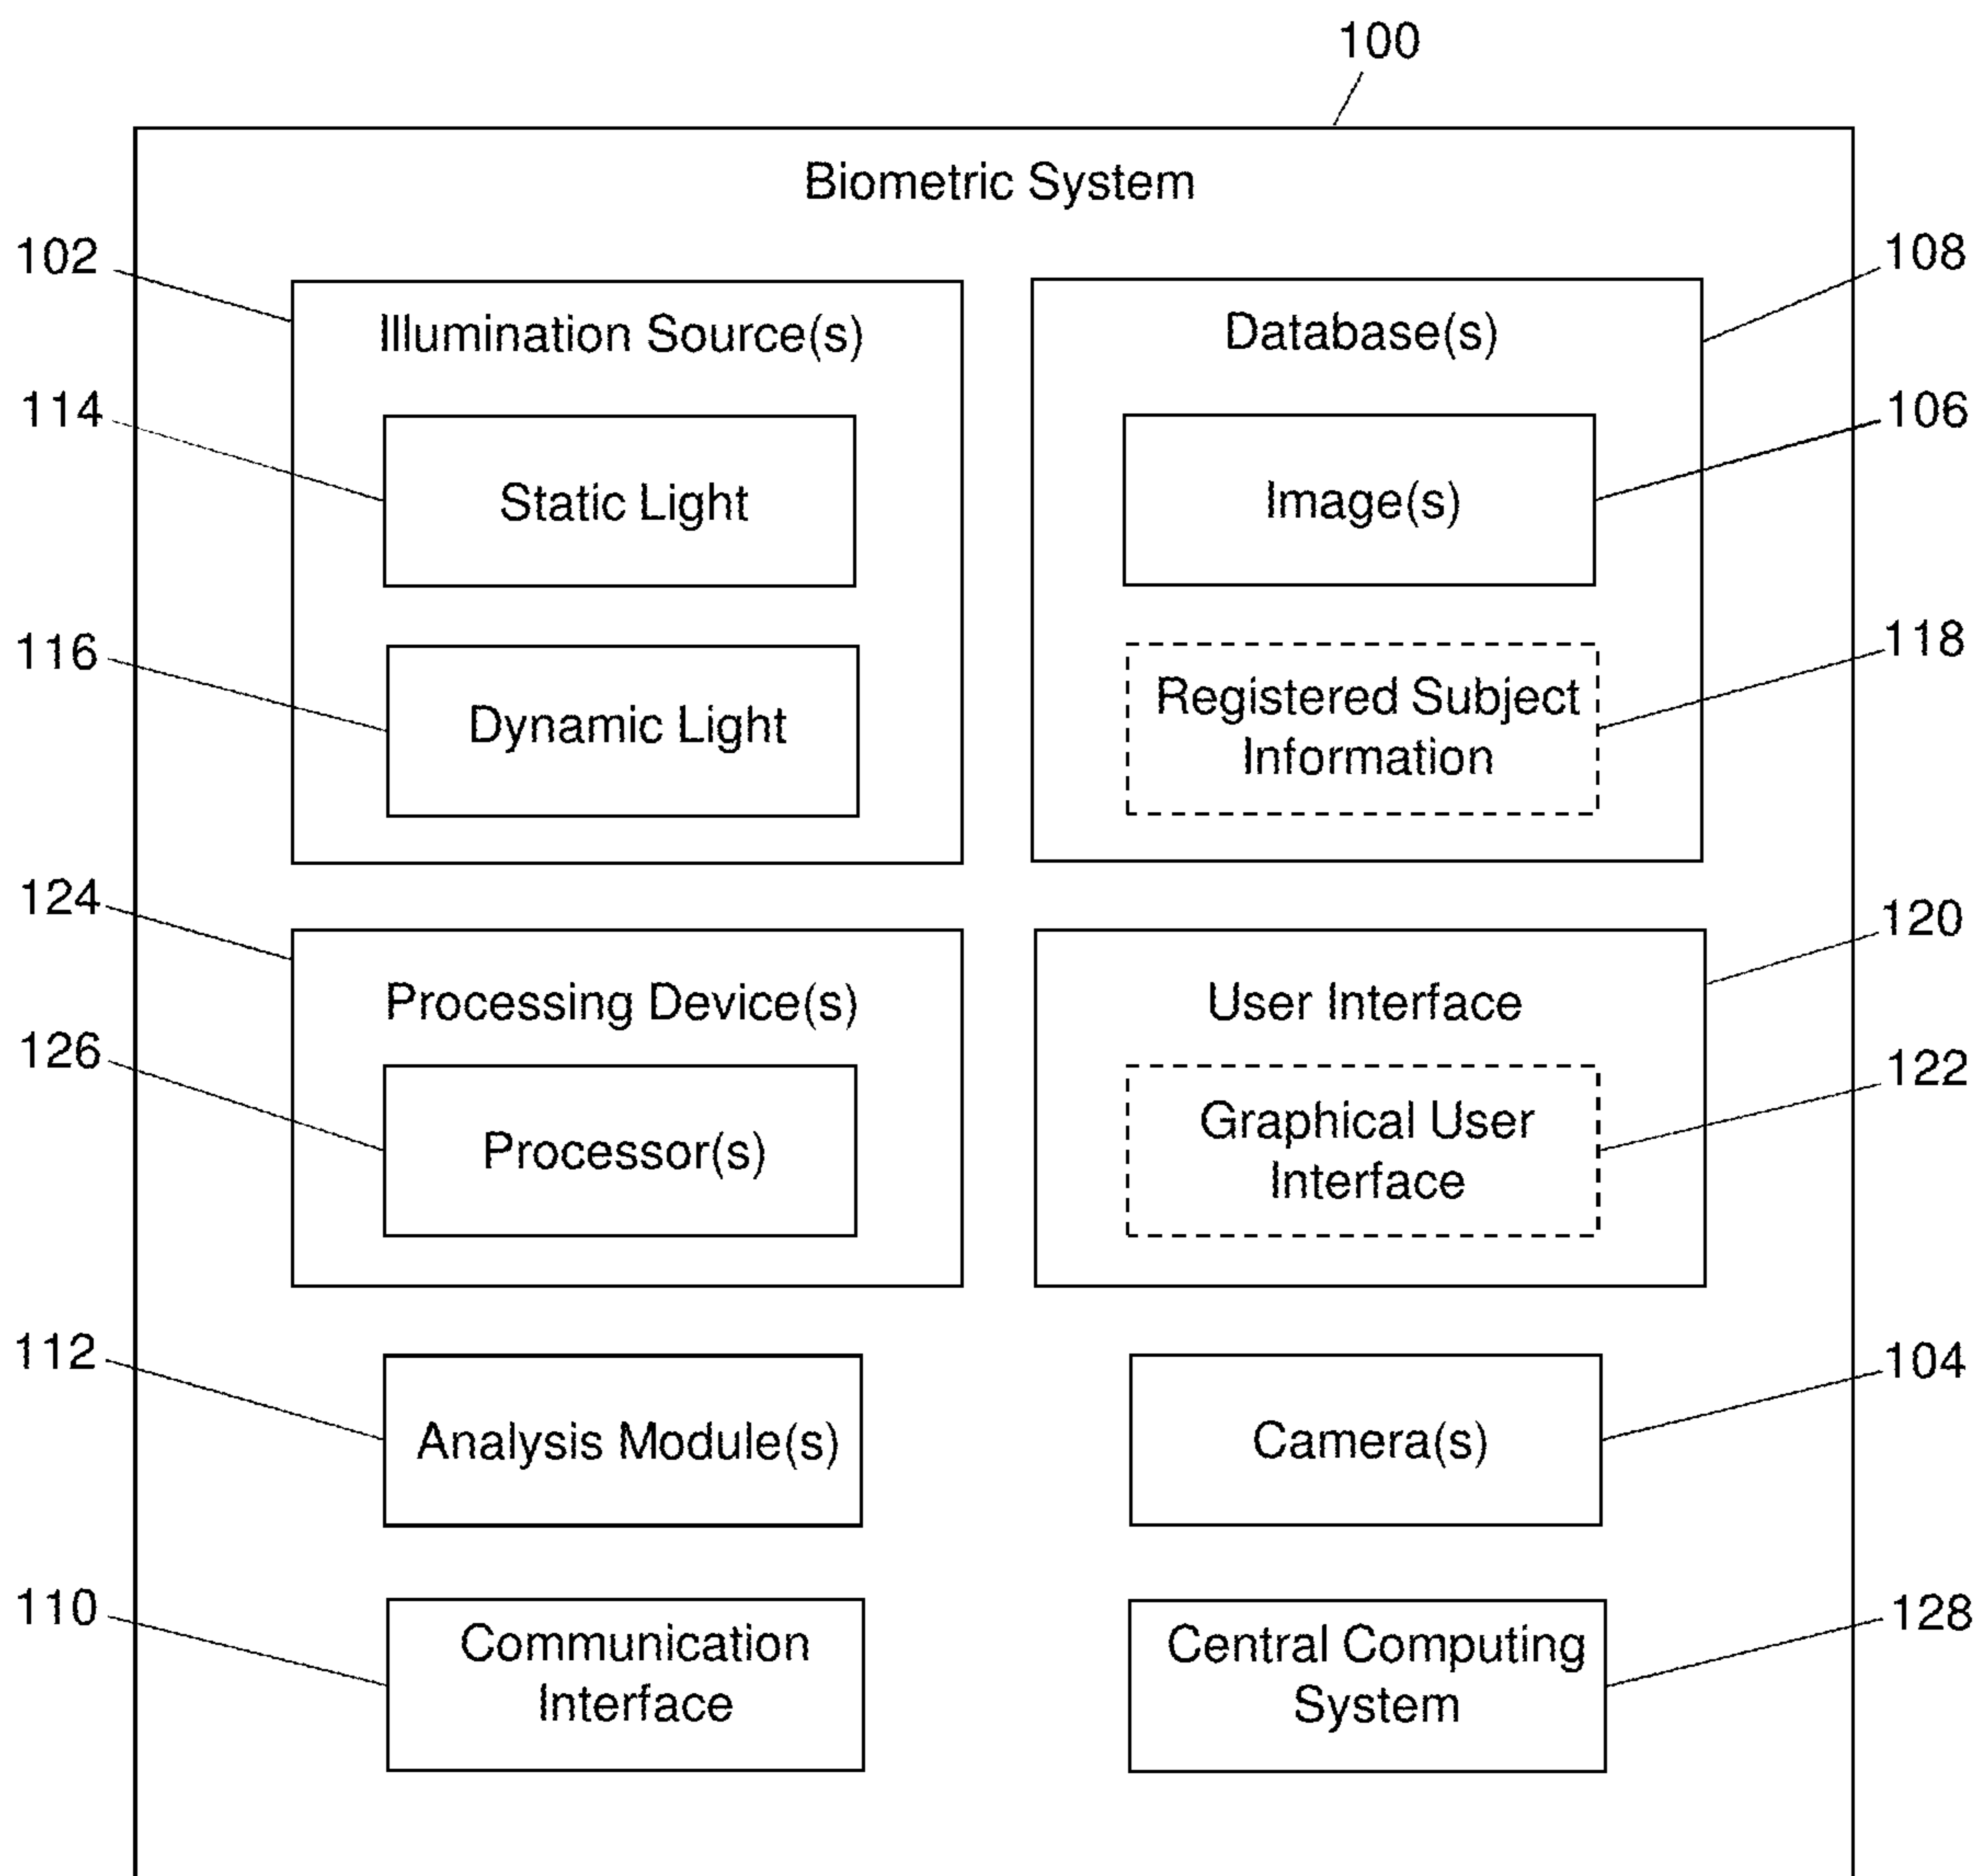 100
Biometric System
102
Illumination Source(s)
114
Static Light
116
Dynamic Light
108
Database(s)
106
Image(s)
118
Registered Subject
Information
124
Processing Device(s)
126
Processor(s)
120
User Interface
122
Graphical User
Interface
112
Analysis Module(s)
104
Camera(s)
110
Communication
Interface
128
Central Computing
System